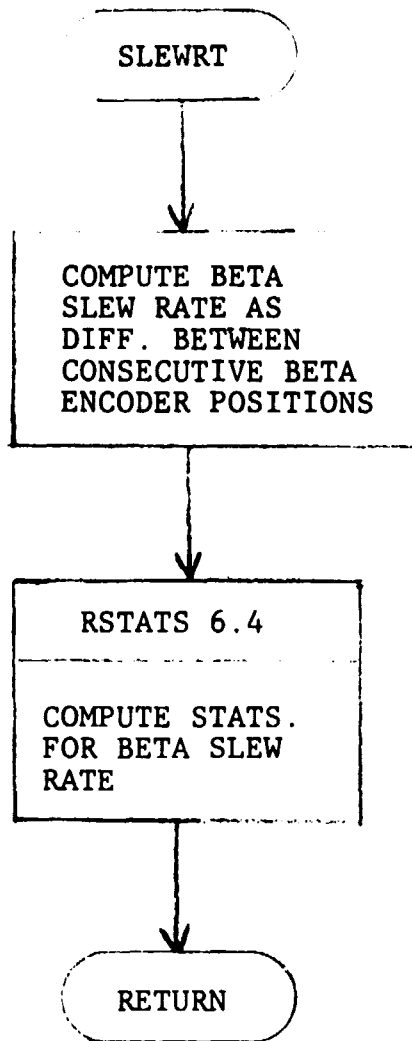 SLEWRT
COMPUTE BETA
SLEW RATE AS
DIFF. BETWEEN
CONSECUTIVE BETA
ENCODER POSITIONS
RSTATS 6.4
COMPUTE STATS.
FOR BETA SLEW
RATE
RETURN